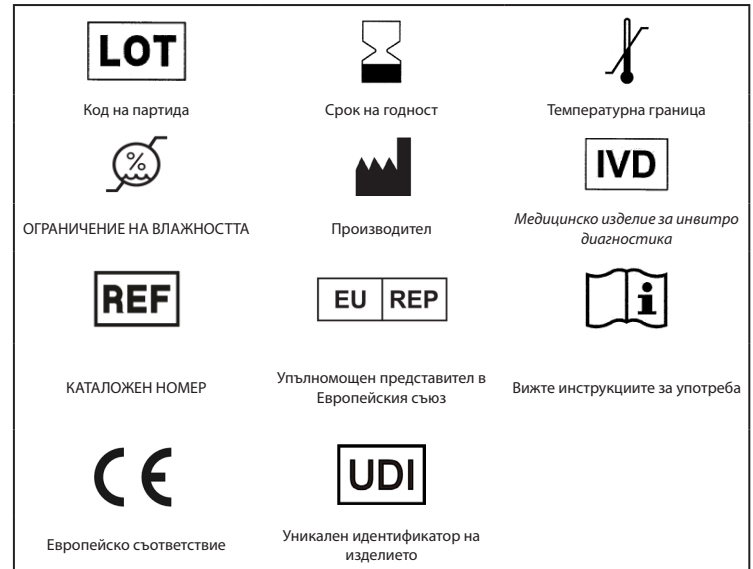 LOT
Код на партида
Срок на годност
Температурна граница
%
ОГРАНИЧЕНИЕ НА ВЛАЖНОСТТА
Производител
IVD
Медицинско изделие за инвитро
диагностика
REF
КАТАЛОЖЕН НОМЕР
EU REP
Упълномощен представител в
Европейския съюз
i
Вижте инструкциите за употреба
CE
Европейско съответствие
UDI
Уникален идентификатор на
изделието